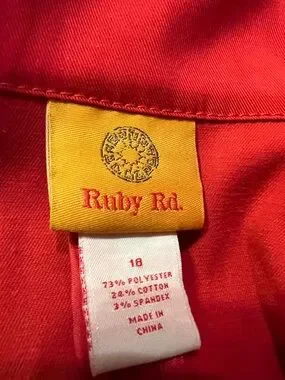 Ruby Rd.
18
73% POLYESTER
24% COTTON
3% SPANDEX
MADE IN
CHINA